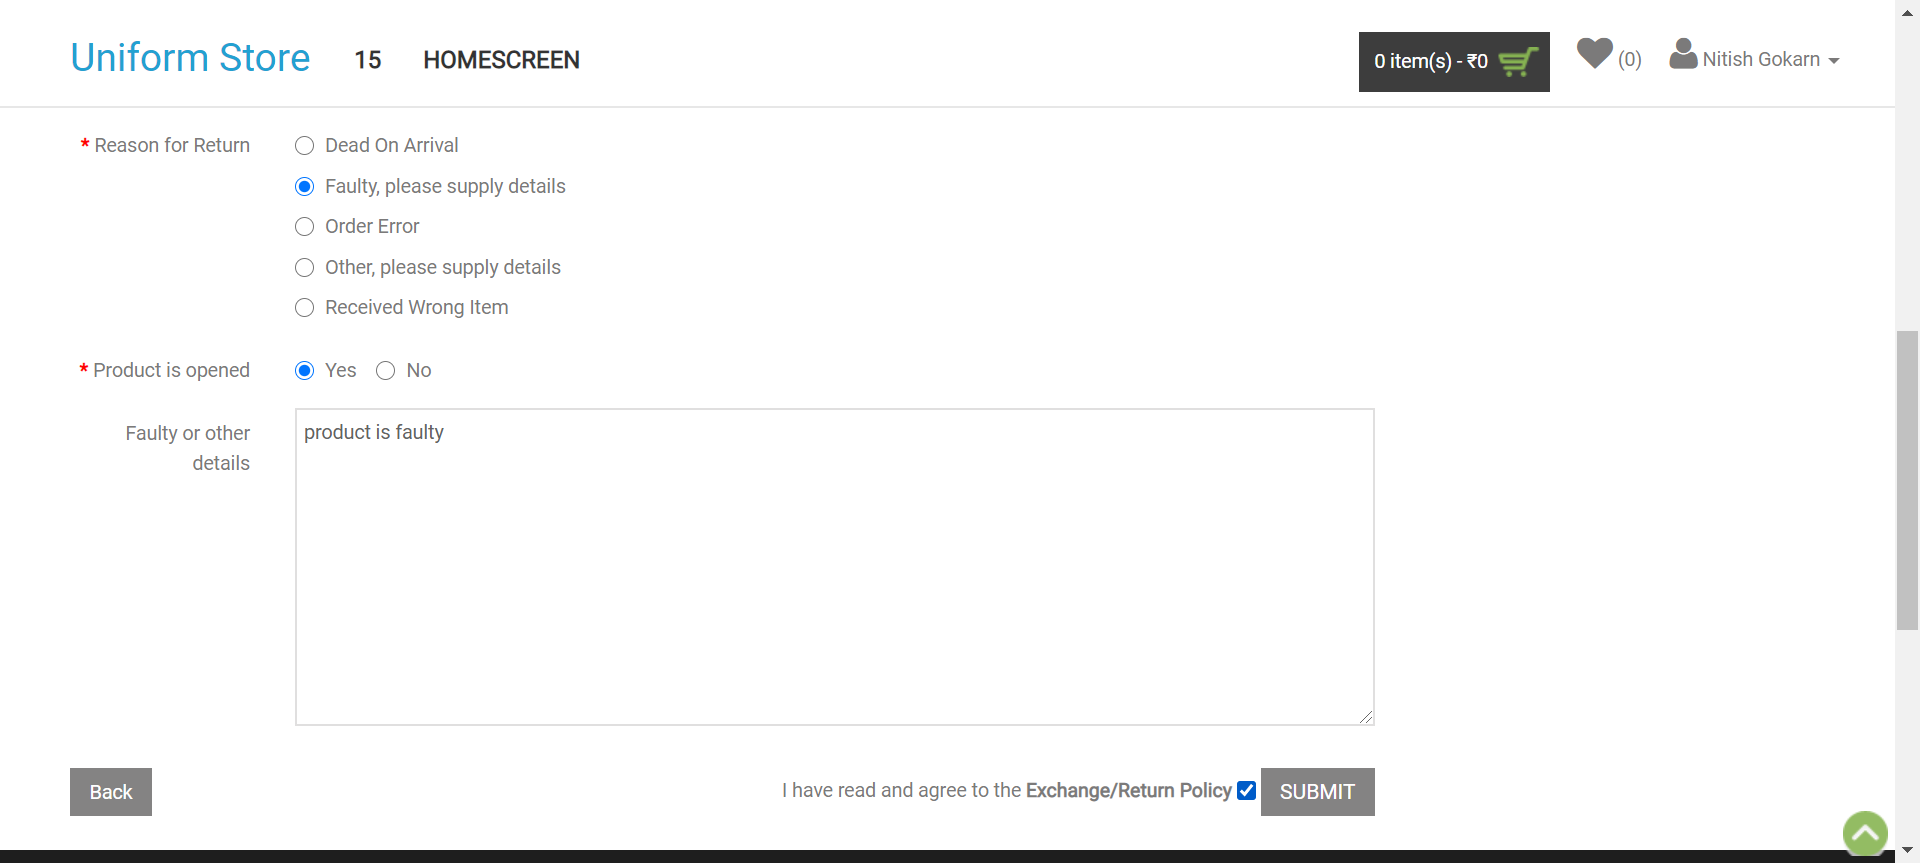 Uniform Store 15 HOMESCREEN 0 item(s) - ₹0 (0) Nitish Gokarn
* Reason for Return
Dead On Arrival
Faulty, please supply details
Order Error
Other, please supply details
Received Wrong Item
* Product is opened Yes No
Faulty or other
details
product is faulty
Back I have read and agree to the Exchange/Return Policy SUBMIT